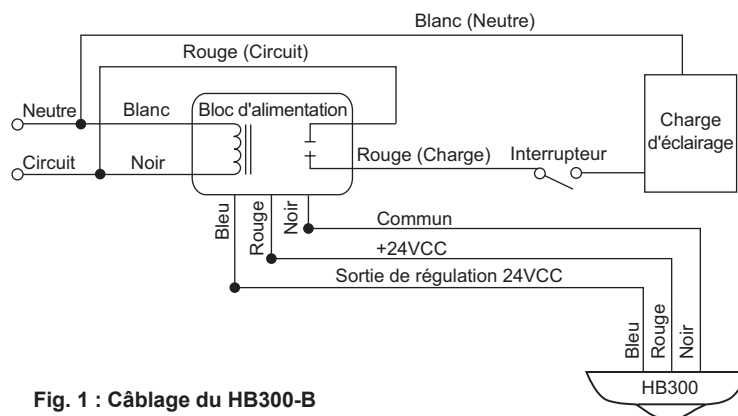 Blanc (Neutre)
Rouge (Circuit)
Neutre
Blanc
Bloc d'alimentation
Charge
d'éclairage
Circuit
Noir
Rouge (Charge)
Interrupteur
Bleu
Rouge
Noir
Commun
+24VCC
Sortie de régulation 24VCC
Bleu
Rouge
Noir
HB300
Fig. 1 : Câblage du HB300-B